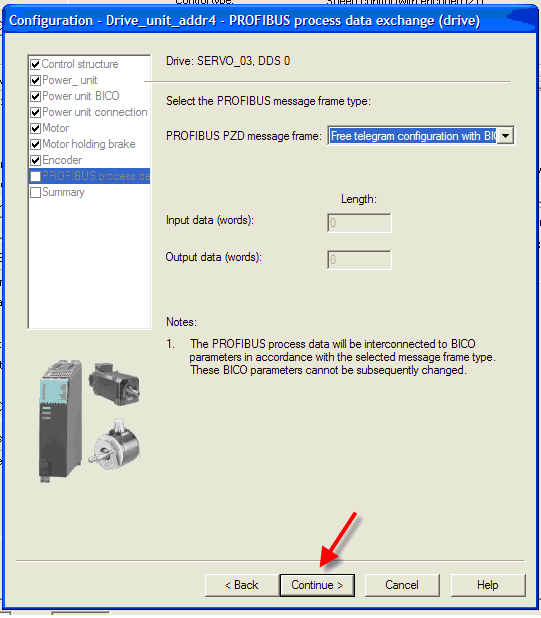 Configuration - Drive_unit_addr4 - PROFIBUS process data exchange (drive)
Control structure
Power_ unit
Power unit BICO
Power unit connection
Motor
Motor holding brake
Encoder
PROFIBUS process da
Summary
Drive: SERVO_03, DDS 0
Select the PROFIBUS message frame type:
PROFIBUS PZD message frame: Free telegram configuration with BI
Length:
Input data (words): 0
Output data (words): 0
Notes:
1. The PROFIBUS process data will be interconnected to BICO
parameters in accordance with the selected message frame type.
These BICO parameters cannot be subsequently changed.
< Back Continue > Cancel Help